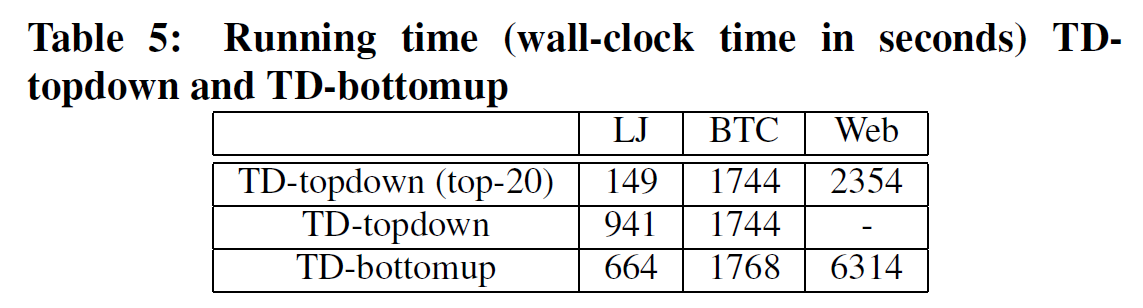 Table 5: Running time (wall-clock time in seconds) TD-
topdown and TD-bottomup
LJ BTC Web
TD-topdown (top-20) 149 1744 2354
TD-topdown 941 1744 -
TD-bottomup 664 1768 6314